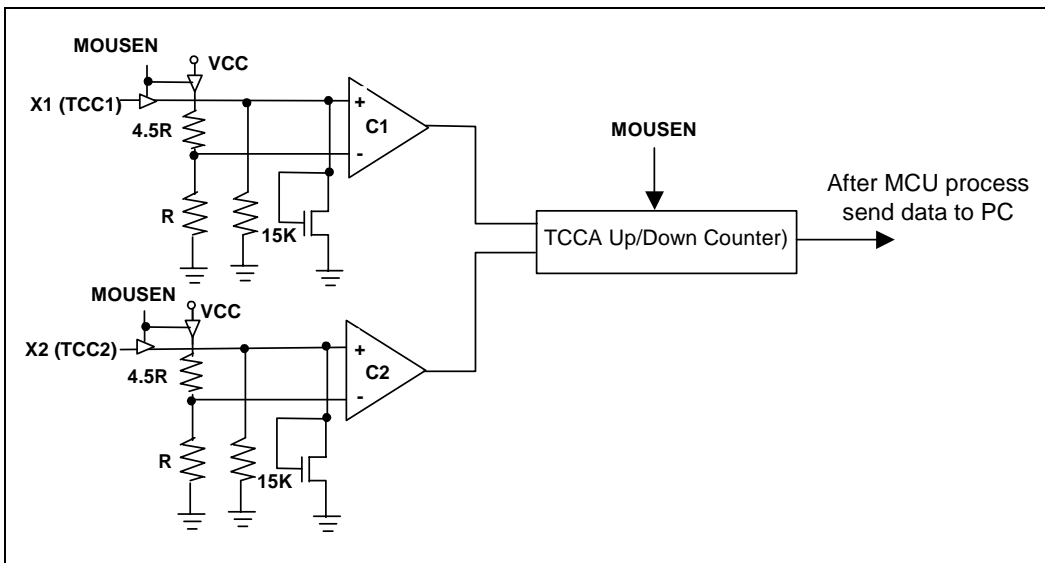 MOUSEN
VCC
X1 (TCC1)
4.5R
+
C1
-
R
15K
MOUSEN
VCC
X2 (TCC2)
4.5R
+
C2
-
R
15K
MOUSEN
TCCA Up/Down Counter)
After MCU process
send data to PC